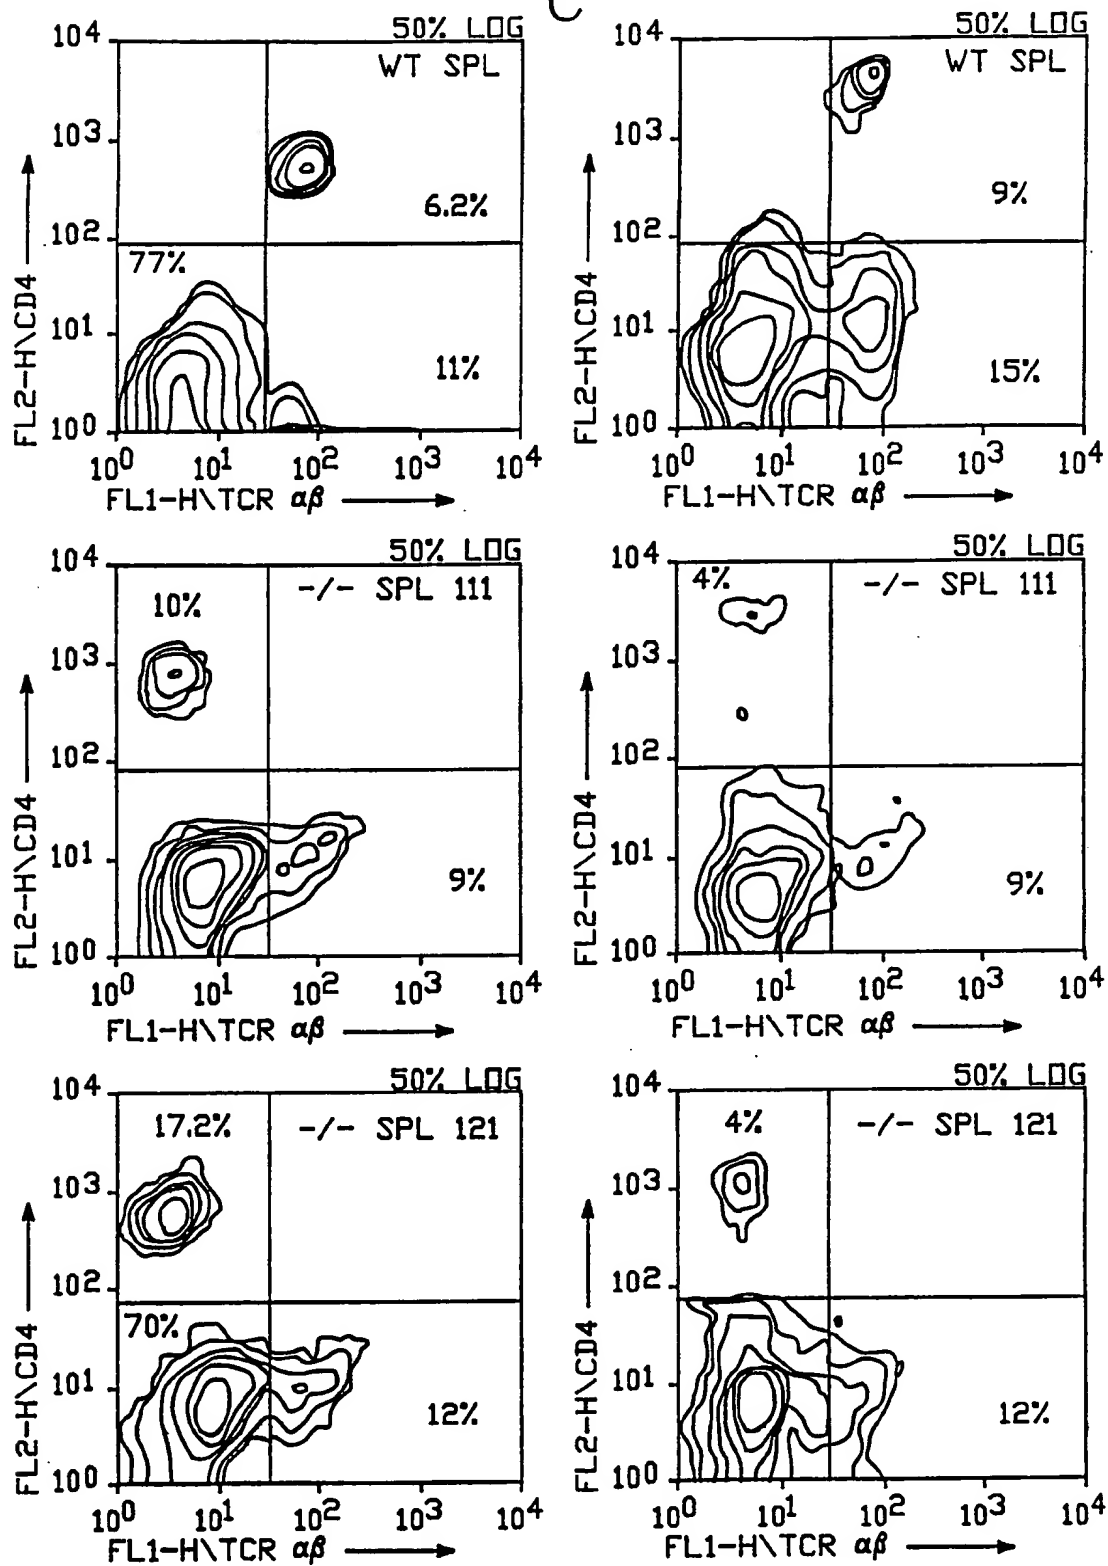 C
50% LOG
WT SPL
10⁴
10³
10²
10¹
10⁰
6.2%
77%
11%
FL2-H\CD4
10⁰ 10¹ 10² 10³ 10⁴
FL1-H\TCR αβ
50% LOG
WT SPL
10⁴
10³
10²
10¹
10⁰
9%
15%
FL2-H\CD4
10⁰ 10¹ 10² 10³ 10⁴
FL1-H\TCR αβ
50% LOG
-/- SPL 111
10⁴
10³
10²
10¹
10⁰
10%
9%
FL2-H\CD4
10⁰ 10¹ 10² 10³ 10⁴
FL1-H\TCR αβ
50% LOG
4% -/- SPL 111
10⁴
10³
10²
10¹
10⁰
9%
FL2-H\CD4
10⁰ 10¹ 10² 10³ 10⁴
FL1-H\TCR αβ
50% LOG
17.2% -/- SPL 121
10⁴
10³
10²
10¹
10⁰
70%
12%
FL2-H\CD4
10⁰ 10¹ 10² 10³ 10⁴
FL1-H\TCR αβ
50% LOG
4% -/- SPL 121
10⁴
10³
10²
10¹
10⁰
12%
FL2-H\CD4
10⁰ 10¹ 10² 10³ 10⁴
FL1-H\TCR αβ